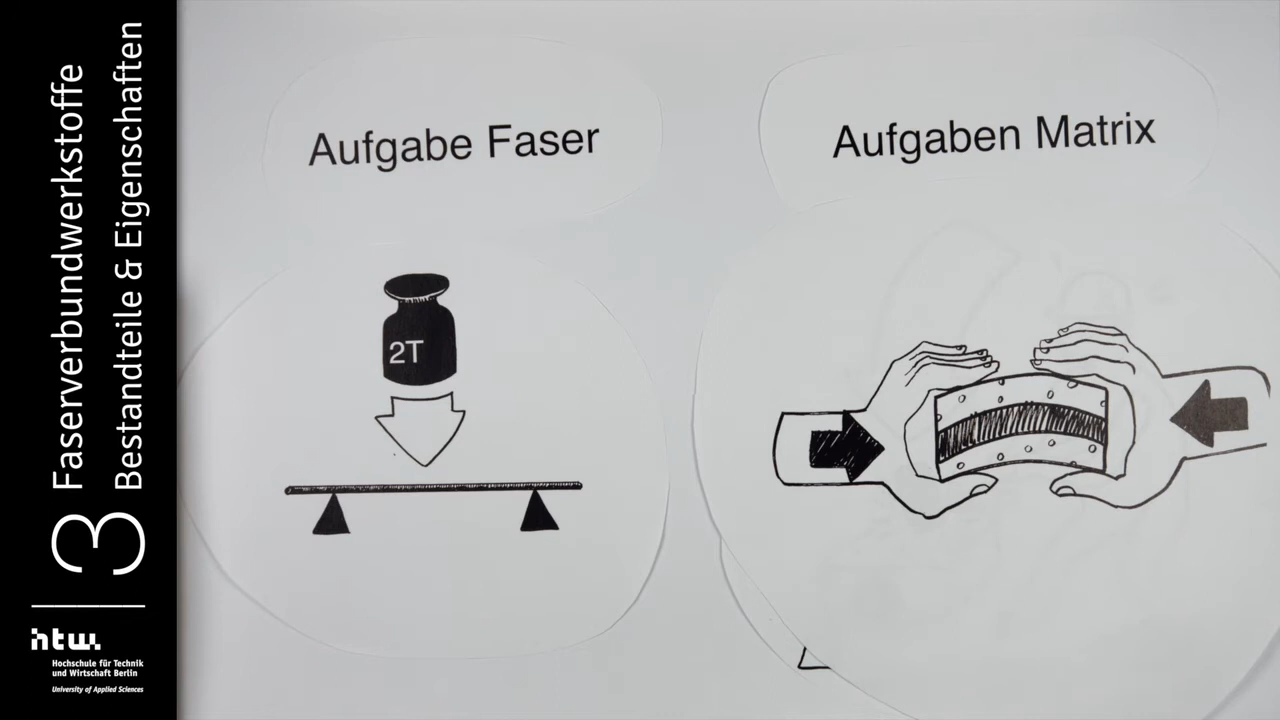 3 Faserverbundwerkstoffe
Bestandteile & Eigenschaften
htw.
Hochschule für Technik
und Wirtschaft Berlin
University of Applied Sciences
Aufgabe Faser
Aufgaben Matrix
2T